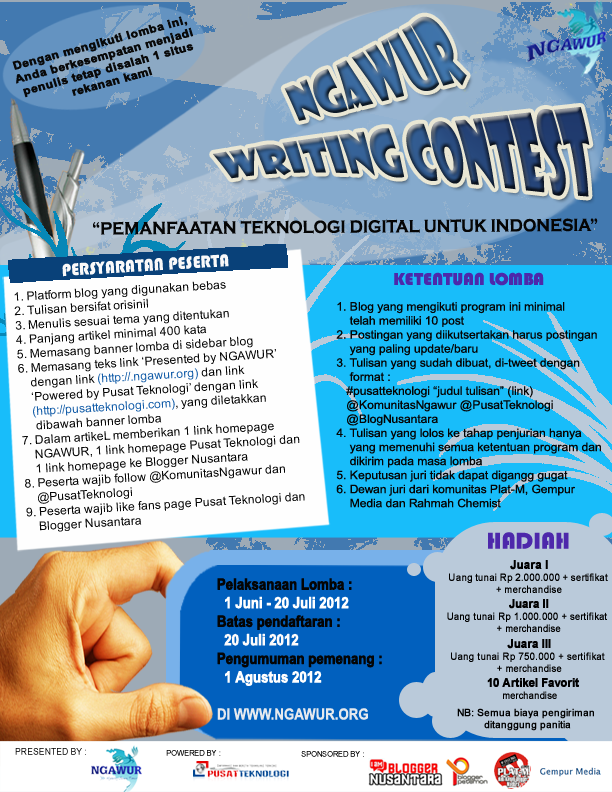 Dengan mengikuti lomba ini,
Anda berkesempatan menjadi
penulis tetap disalah 1 situs
rekanan kami
NGAWUR
NGAWUR
WRITING CONTEST
“PEMANFAATAN TEKNOLOGI DIGITAL UNTUK INDONESIA”
PERSYARATAN PESERTA
1. Platform blog yang digunakan bebas
2. Tulisan bersifat orisinil
3. Menulis sesuai tema yang ditentukan
4. Panjang artikel minimal 400 kata
5. Memasang banner lomba di sidebar blog
6. Memasang teks link ‘Presented by NGAWUR’
dengan link (http://.ngawur.org) dan link
‘Powered by Pusat Teknologi’ dengan link
(http://pusatteknologi.com), yang diletakkan
dibawah banner lomba
7. Dalam artikeL memberikan 1 link homepage
NGAWUR, 1 link homepage Pusat Teknologi dan
1 link homepage ke Blogger Nusantara
8. Peserta wajib follow @KomunitasNgawur dan
@PusatTeknologi
9. Peserta wajib like fans page Pusat Teknologi dan
Blogger Nusantara
KETENTUAN LOMBA
1. Blog yang mengikuti program ini minimal
telah memiliki 10 post
2. Postingan yang diikutsertakan harus postingan
yang paling update/baru
3. Tulisan yang sudah dibuat, di-tweet dengan
format :
#pusatteknologi “judul tulisan” (link)
@KomunitasNgawur @PusatTeknologi
@BlogNusantara
4. Tulisan yang lolos ke tahap penjurian hanya
yang memenuhi semua ketentuan program dan
dikirim pada masa lomba
5. Keputusan juri tidak dapat digangg gugat
6. Dewan juri dari komunitas Plat-M, Gempur
Media dan Rahmah Chemist
Pelaksanaan Lomba :
1 Juni - 20 Juli 2012
Batas pendaftaran :
20 Juli 2012
Pengumuman pemenang :
1 Agustus 2012
DI WWW.NGAWUR.ORG
HADIAH
Juara I
Uang tunai Rp 2.000.000 + sertifikat
+ merchandise
Juara II
Uang tunai Rp 1.000.000 + sertifikat
+ merchandise
Juara III
Uang tunai Rp 750.000 + sertifikat
+ merchandise
10 Artikel Favorit
merchandise
NB: Semua biaya pengiriman
ditanggung panitia
PRESENTED BY :
NGAWUR
POWERED BY :
PUSATTEKNOLOGI
SPONSORED BY :
BLOGGER
NUSANTARA
blogger
PLAT-M
Gempur Media